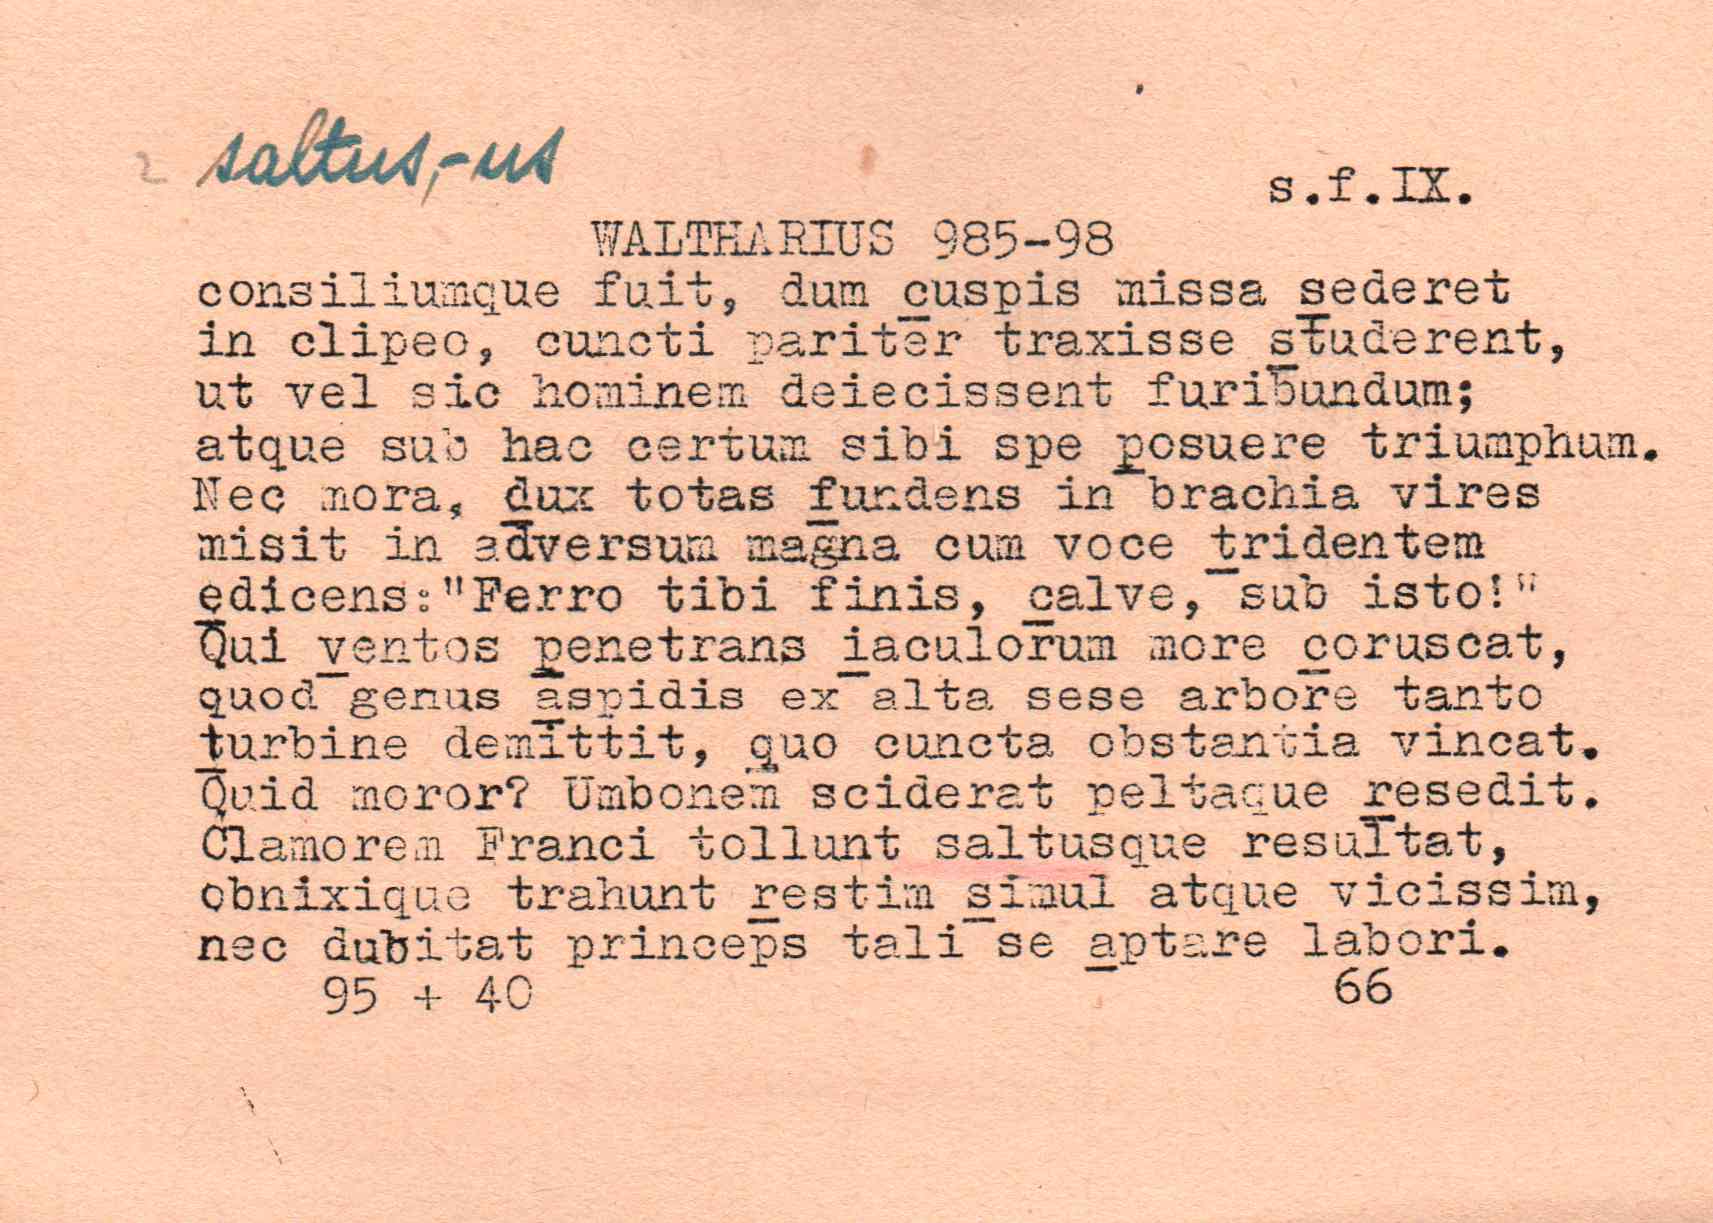 2 saltus,-us
s.f.IX.
WALTHARIUS 985-98
consiliumque fuit, dum cuspis missa sederet
in clipeo, cuncti pariter traxisse studerent,
ut vel sic hominem deiecissent furibundum;
atque sub hac certum sibi spe posuere triumphum.
Nec mora, dux totas fundens in brachia vires
misit in adversum magna cum voce tridentem
edicens:"Ferro tibi finis, calve, sub isto!"
Qui ventos penetrans iaculorum more coruscat,
quod genus aspidis ex alta sese arbore tanto
turbine demittit, quo cuncta obstantia vincat.
Quid moror? Umbonem sciderat peltaque resedit.
Clamorem Franci tollunt saltusque resultat,
obnixique trahunt restim simul atque vicissim,
nec dubitat princeps tali se aptare labori.
95 + 40 66